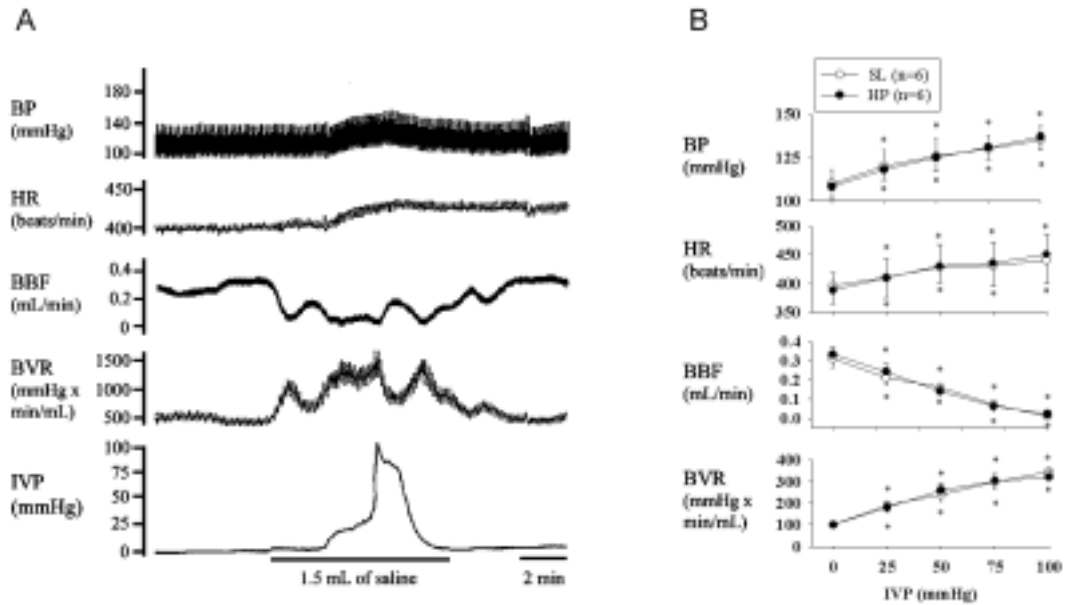 A
BP
(mmHg)
180
140
100
HR
(beats/min)
450
400
BBF
(mL/min)
0.4
0.2
0
BVR
(mmHg x
min/mL)
1500
1000
500
IVP
(mmHg)
100
75
50
25
0
1.5 mL of saline
2 min
B
SL (n=6)
HP (n=6)
BP
(mmHg)
150
125
100
HR
(beats/min)
500
450
400
350
BBF
(mL/min)
0.4
0.3
0.2
0.1
0.0
BVR
(mmHg x
min/mL)
400
300
200
100
0
0 25 50 75 100
IVP (mmHg)